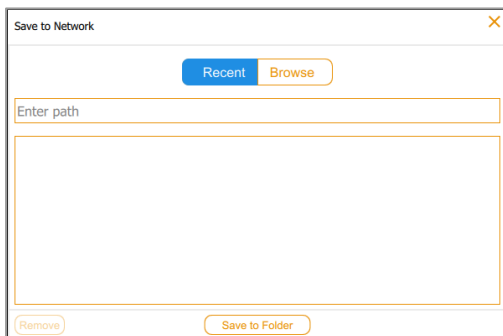 Save to Network
Recent Browse
Enter path
Remove Save to Folder